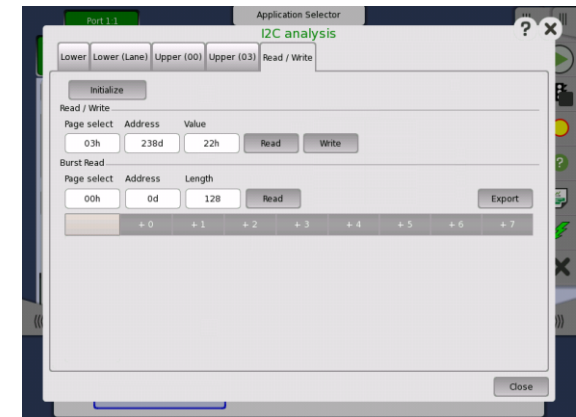 Port 1.1
Application Selector
I2C analysis
?
Lower
Lower (Lane)
Upper (00)
Upper (03)
Read / Write
Initialize
Read / Write
Page select Address Value
03h 238d 22h Read Write
Burst Read
Page select Address Length
00h 0d 128 Read Export
+ 0 + 1 + 2 + 3 + 4 + 5 + 6 + 7
Close